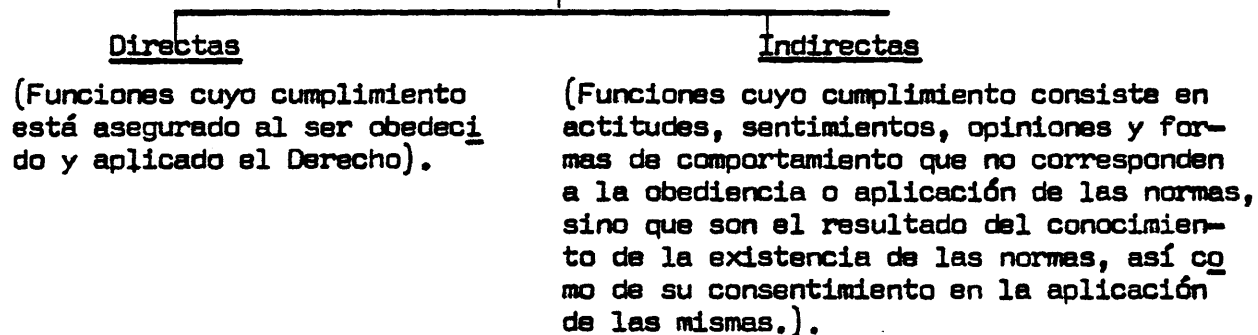 Directas
(Funciones cuyo cumplimiento
está asegurado al ser obedeci
do y aplicado el Derecho).
Indirectas
(Funciones cuyo cumplimiento consiste en
actitudes, sentimientos, opiniones y for-
mas de comportamiento que no corresponden
a la obediencia o aplicación de las normas,
sino que son el resultado del conocimien-
to de la existencia de las normas, así co
mo de su consentimiento en la aplicación
de las mismas.).